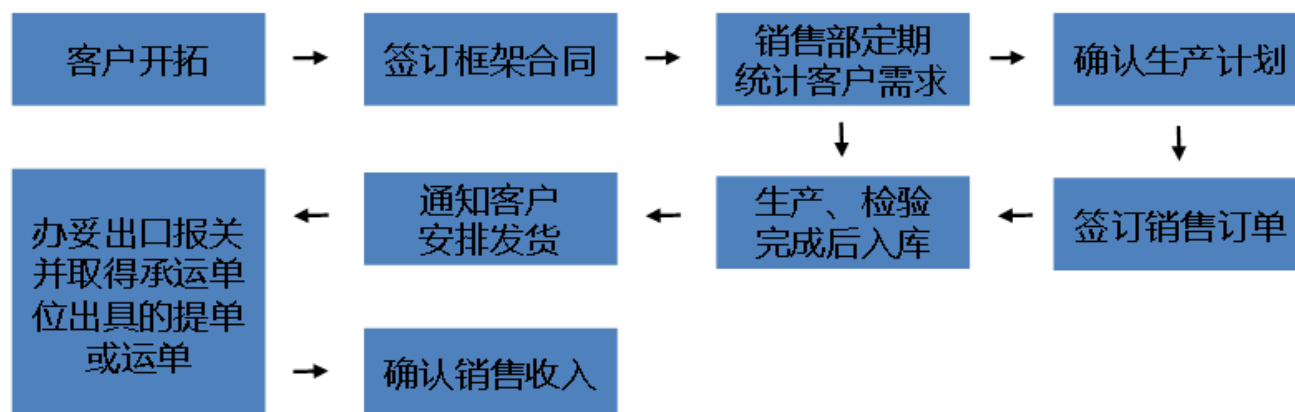 客户开拓
签订框架合同
销售部定期
统计客户需求
确认生产计划
签订销售订单
生产、检验
完成后入库
通知客户
安排发货
办妥出口报关
并取得承运单
位出具的提单
或运单
确认销售收入